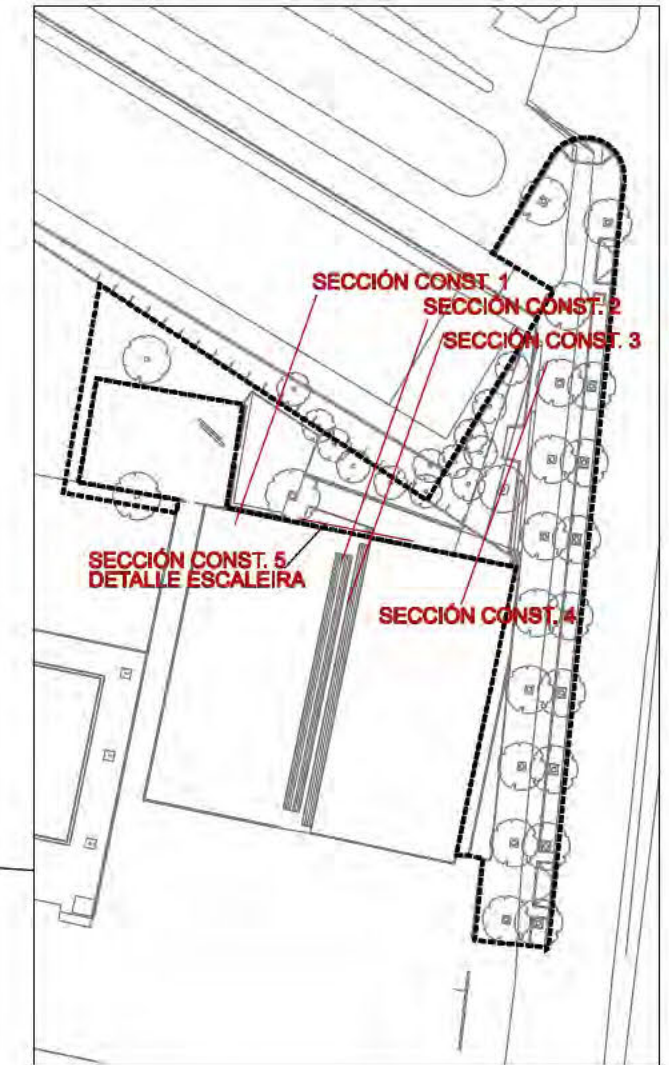 SECCIÓN CONST. 1
SECCIÓN CONST. 2
SECCIÓN CONST. 3
SECCIÓN CONST. 5
DETALLE ESCALEIRA
SECCIÓN CONST. 4